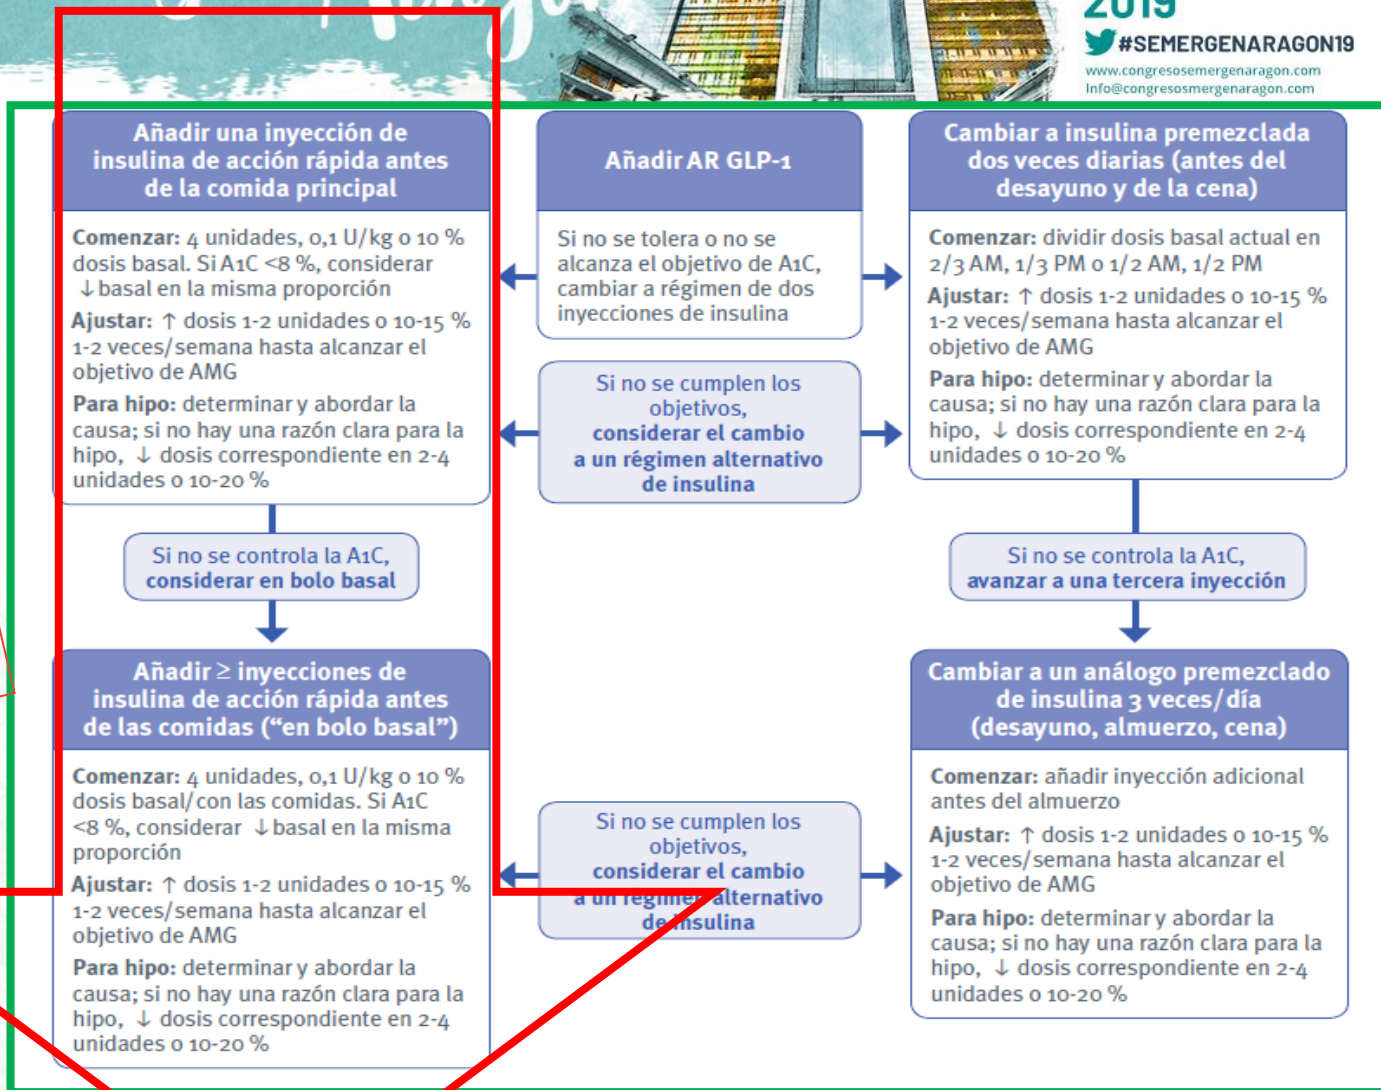 Aragón
2019
#SEMERGENARAGON19
www.congresosemergenaragon.com
Info@congresosmergenaragon.com
Añadir una inyección de
insulina de acción rápida antes
de la comida principal
Comenzar: 4 unidades, 0,1 U/kg o 10 %
dosis basal. Si A1C <8 %, considerar
↓ basal en la misma proporción
Ajustar: ↑ dosis 1-2 unidades o 10-15 %
1-2 veces/semana hasta alcanzar el
objetivo de AMG
Para hipo: determinar y abordar la
causa; si no hay una razón clara para la
hipo, ↓ dosis correspondiente en 2-4
unidades o 10-20 %
Añadir AR GLP-1
Si no se tolera o no se
alcanza el objetivo de A1C,
cambiar a régimen de dos
inyecciones de insulina
Si no se cumplen los
objetivos,
considerar el cambio
a un régimen alternativo
de insulina
Cambiar a insulina premezclada
dos veces diarias (antes del
desayuno y de la cena)
Comenzar: dividir dosis basal actual en
2/3 AM, 1/3 PM o 1/2 AM, 1/2 PM
Ajustar: ↑ dosis 1-2 unidades o 10-15 %
1-2 veces/semana hasta alcanzar el
objetivo de AMG
Para hipo: determinar y abordar la
causa; si no hay una razón clara para la
hipo, ↓ dosis correspondiente en 2-4
unidades o 10-20 %
Si no se controla la A1C,
considerar en bolo basal
Si no se controla la A1C,
avanzar a una tercera inyección
Añadir ≥ inyecciones de
insulina de acción rápida antes
de las comidas (“en bolo basal”)
Comenzar: 4 unidades, 0,1 U/kg o 10 %
dosis basal/con las comidas. Si A1C
<8 %, considerar ↓ basal en la misma
proporción
Ajustar: ↑ dosis 1-2 unidades o 10-15 %
1-2 veces/semana hasta alcanzar el
objetivo de AMG
Para hipo: determinar y abordar la
causa; si no hay una razón clara para la
hipo, ↓ dosis correspondiente en 2-4
unidades o 10-20 %
Si no se cumplen los
objetivos,
considerar el cambio
a un régimen alternativo
de insulina
Cambiar a un análogo premezclado
de insulina 3 veces/día
(desayuno, almuerzo, cena)
Comenzar: añadir inyección adicional
antes del almuerzo
Ajustar: ↑ dosis 1-2 unidades o 10-15 %
1-2 veces/semana hasta alcanzar el
objetivo de AMG
Para hipo: determinar y abordar la
causa; si no hay una razón clara para la
hipo, ↓ dosis correspondiente en 2-4
unidades o 10-20 %